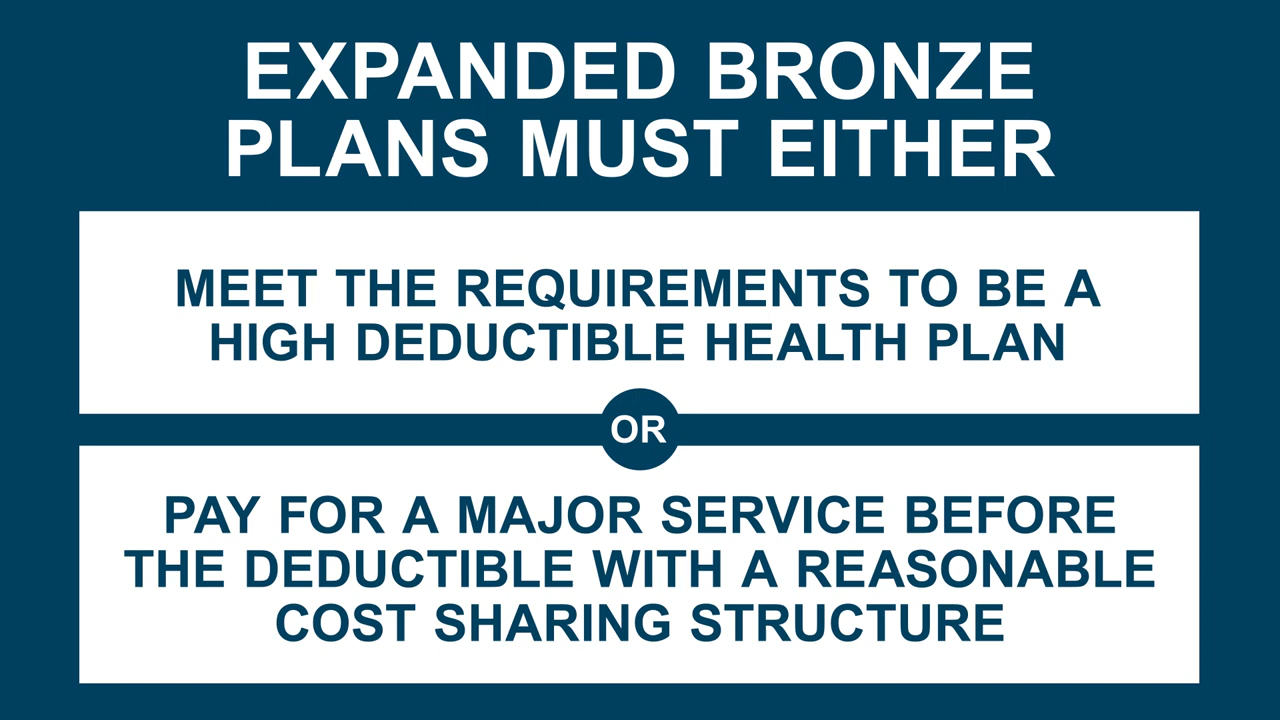 EXPANDED BRONZE
PLANS MUST EITHER
MEET THE REQUIREMENTS TO BE A
HIGH DEDUCTIBLE HEALTH PLAN
OR
PAY FOR A MAJOR SERVICE BEFORE
THE DEDUCTIBLE WITH A REASONABLE
COST SHARING STRUCTURE